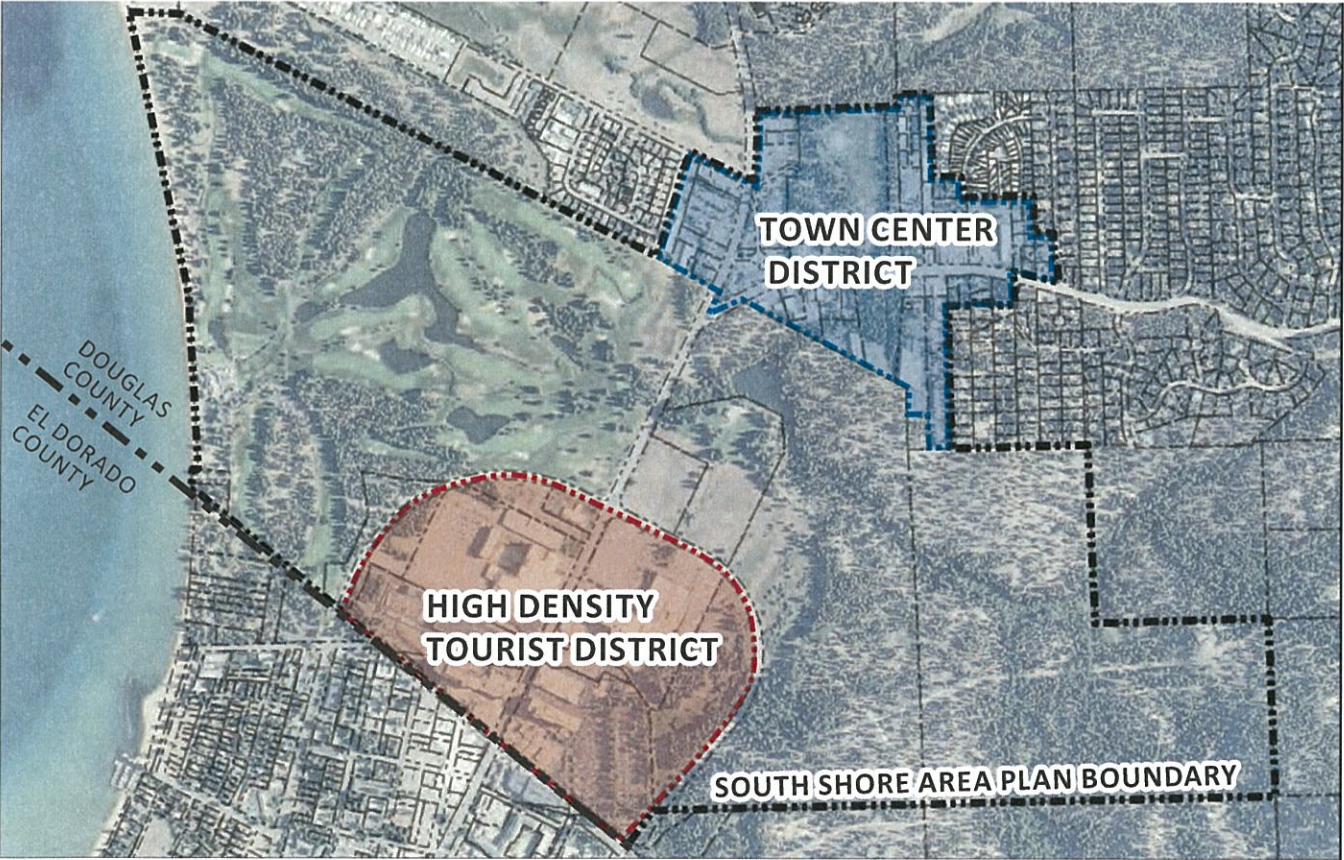 TOWN CENTER
DISTRICT
DOUGLAS
COUNTY
EL DORADO
COUNTY
HIGH DENSITY
TOURIST DISTRICT
SOUTH SHORE AREA PLAN BOUNDARY